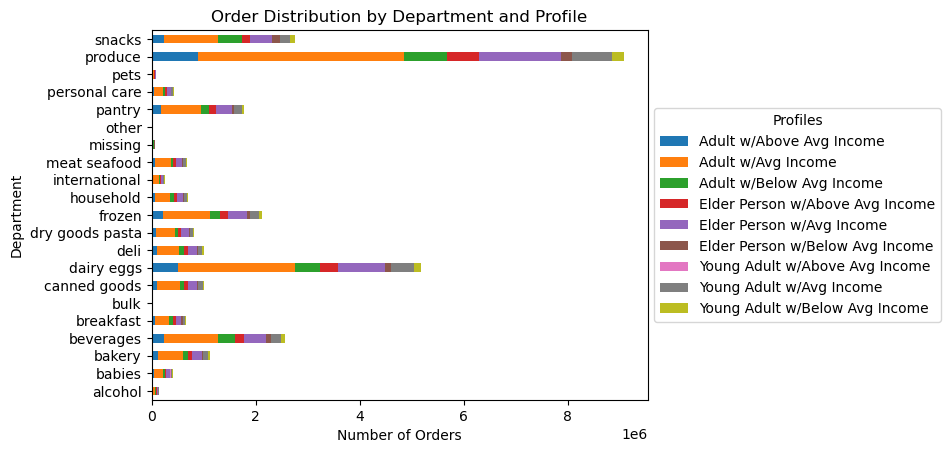 Order Distribution by Department and Profile
snacks
produce
pets
personal care
pantry
other
missing
meat seafood
international
household
frozen
dry goods pasta
deli
dairy eggs
canned goods
bulk
breakfast
beverages
bakery
babies
alcohol
Department
0 2 4 6 8
1e6
Number of Orders
Profiles
Adult w/Above Avg Income
Adult w/Avg Income
Adult w/Below Avg Income
Elder Person w/Above Avg Income
Elder Person w/Avg Income
Elder Person w/Below Avg Income
Young Adult w/Above Avg Income
Young Adult w/Avg Income
Young Adult w/Below Avg Income